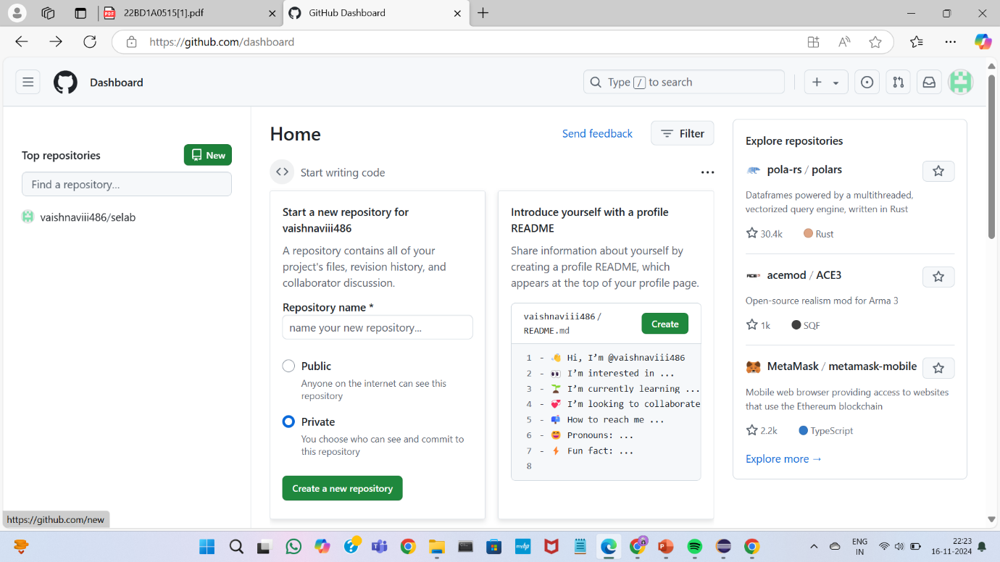 22BD1A0515[1].pdf
GitHub Dashboard
https://github.com/dashboard
Dashboard
Type / to search
Top repositories
New
Find a repository...
vaishnaviii486/selab
Home
Send feedback
Filter
Start writing code
Start a new repository for
vaishnaviii486
A repository contains all of your
project's files, revision history, and
collaborator discussion.
Repository name *
name your new repository...
Public
Anyone on the internet can see this
repository
Private
You choose who can see and commit to
this repository
Create a new repository
Introduce yourself with a profile
README
Share information about yourself by
creating a profile README, which
appears at the top of your profile page.
vaishnaviii486/
README.md
Create
1 - 👋 Hi, I'm @vaishnaviii486
2 - 👀 I'm interested in ...
3 - 🌱 I'm currently learning ...
4 - 💞️ I'm looking to collaborate
5 - 📫 How to reach me ...
6 - 😄 Pronouns: ...
7 - ⚡ Fun fact: ...
8
Explore repositories
pola-rs / polars
Dataframes powered by a multithreaded,
vectorized query engine, written in Rust
30.4k Rust
acemod / ACE3
Open-source realism mod for Arma 3
1k SQF
MetaMask / metamask-mobile
Mobile web browser providing access to websites
that use the Ethereum blockchain
2.2k TypeScript
Explore more →
https://github.com/new
ENG
IN
22:23
16-11-2024